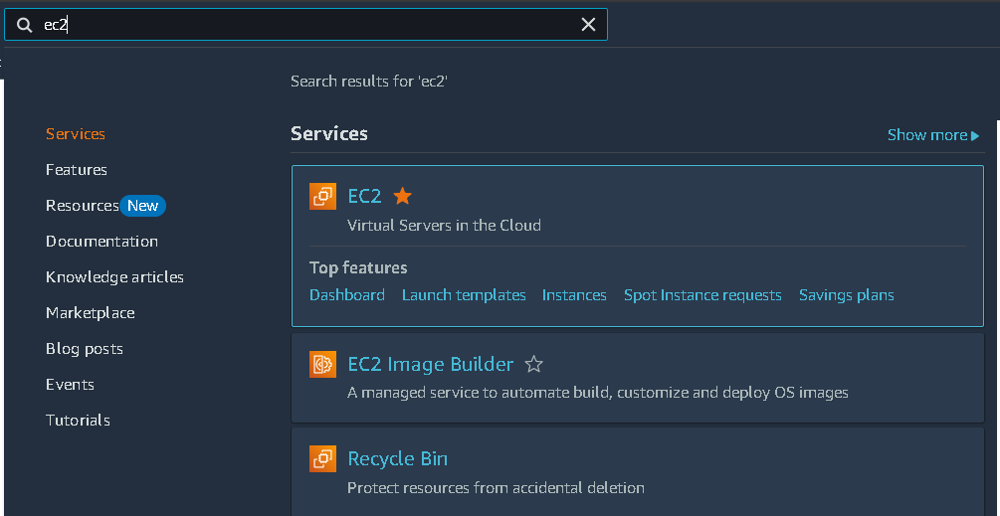 ec2
Search results for 'ec2'
Services
Features
Resources New
Documentation
Knowledge articles
Marketplace
Blog posts
Events
Tutorials
Services
Show more
EC2
Virtual Servers in the Cloud
Top features
Dashboard Launch templates Instances Spot Instance requests Savings plans
EC2 Image Builder
A managed service to automate build, customize and deploy OS images
Recycle Bin
Protect resources from accidental deletion